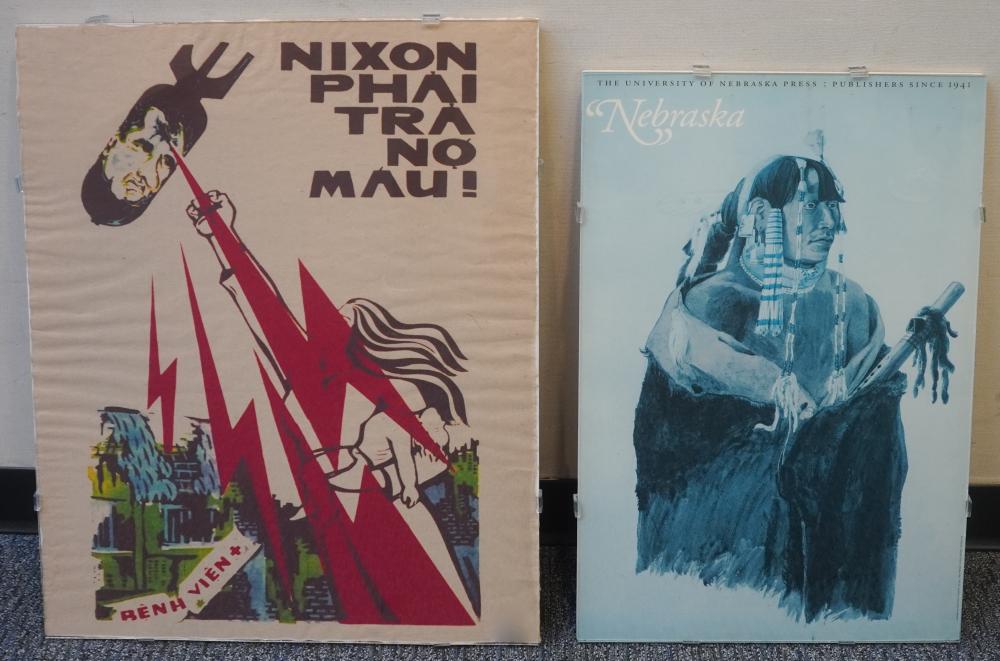 NIXON
PHẢI
TRẢ
NỢ
MÁU!
BỆNH VIỆN +
THE UNIVERSITY OF NEBRASKA PRESS : PUBLISHERS SINCE 1941
“Nebraska”